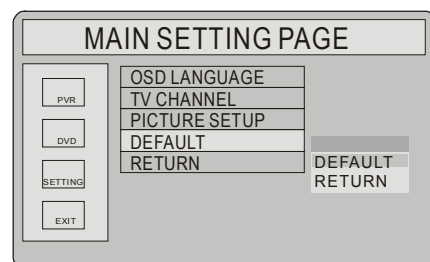 MAIN SETTING PAGE
PVR
DVD
SETTING
EXIT
OSD LANGUAGE
TV CHANNEL
PICTURE SETUP
DEFAULT
RETURN
DEFAULT
RETURN